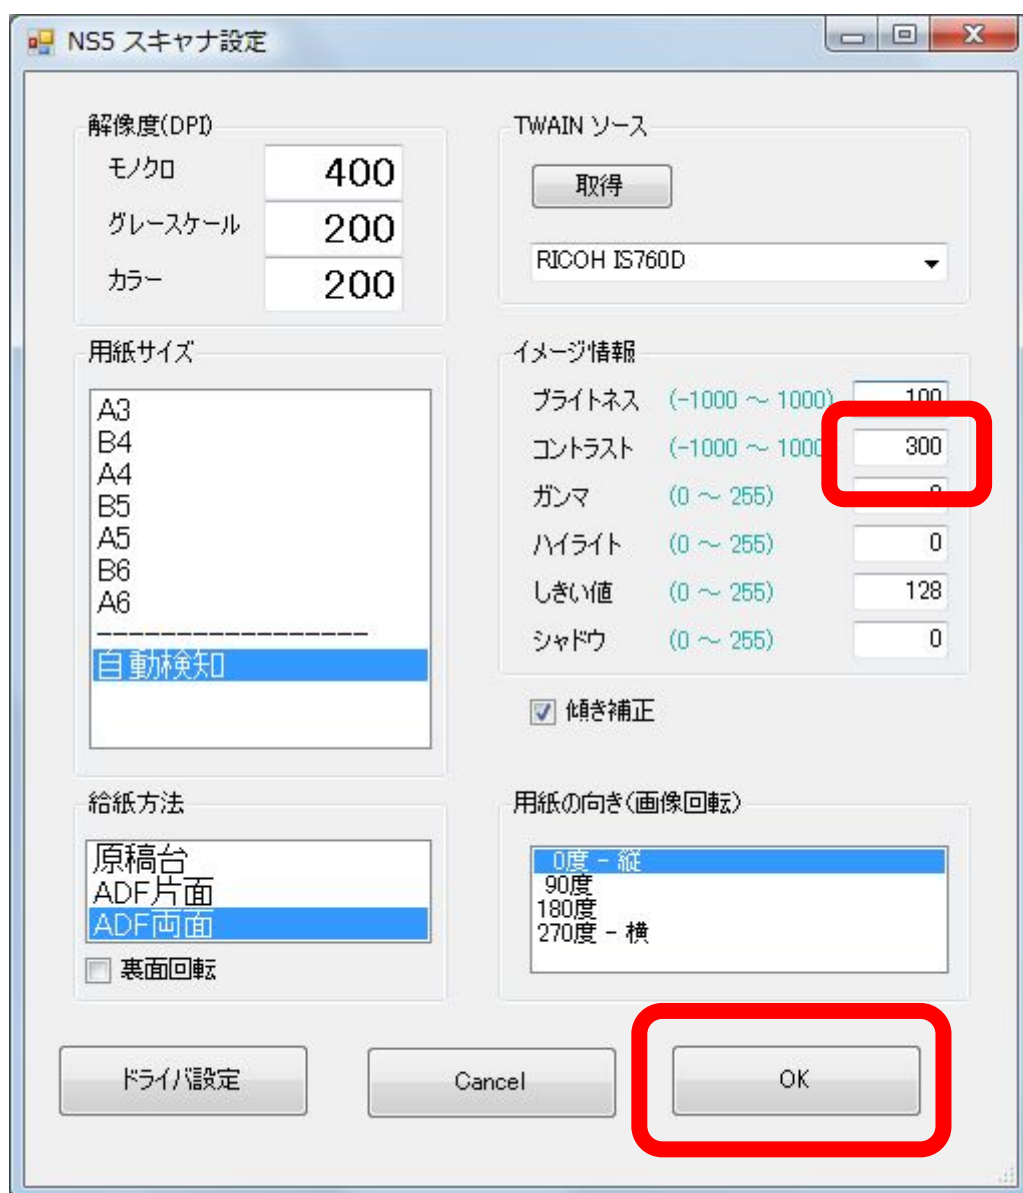 NS5 スキャナ設定
解像度(DPI)
モノクロ 400
グレースケール 200
カラー 200
TWAIN ソース
取得
RICOH IS760D
用紙サイズ
A3
B4
A4
B5
A5
B6
A6
------------------
自動検知
イメージ情報
ブライトネス (-1000 ～ 1000) 100
コントラスト (-1000 ～ 1000 300
ガンマ (0 ～ 255)
ハイライト (0 ～ 255) 0
しきい値 (0 ～ 255) 128
シャドウ (0 ～ 255) 0
傾き補正
給紙方法
原稿台
ADF片面
ADF両面
裏面回転
用紙の向き(画像回転)
0度 - 縦
90度
180度
270度 - 横
ドライバ設定
Cancel
OK